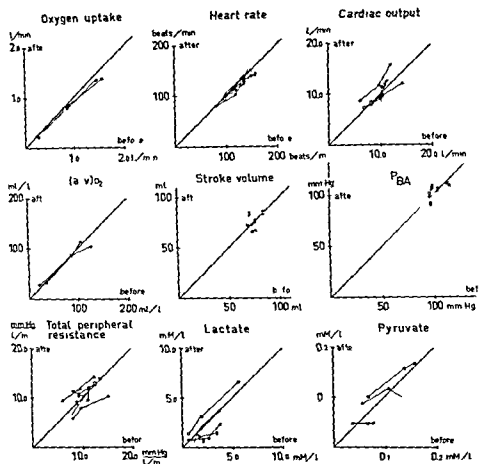 Oxygen uptake
l/min
2.0
afte
1.0
befo e
1.0
2.0 l/min
Heart rate
beats/min
200
after
100
befo e
100
200
beats/m
Cardiac output
l/min
20.0
after
10.0
before
10.0
20.0 l/min
(a v)O2
ml/L
200
aft
100
before
100
200
ml/L
Stroke volume
ml
100
aft
50
b fo
50
100 ml
PBA
mm Hg
100
afte
50
bef
50
100 mm Hg
Total peripheral
resistance
mmHg
L/m
20.0
afte
10.0
befor
10.0
20.0
mmHg
L/m
Lactate
mM/l
10.0
after
5.0
before
5.0
10.0 mM/L
Pyruvate
mM/l
0.2
afte
0
before
0.1
0.2 mM/L